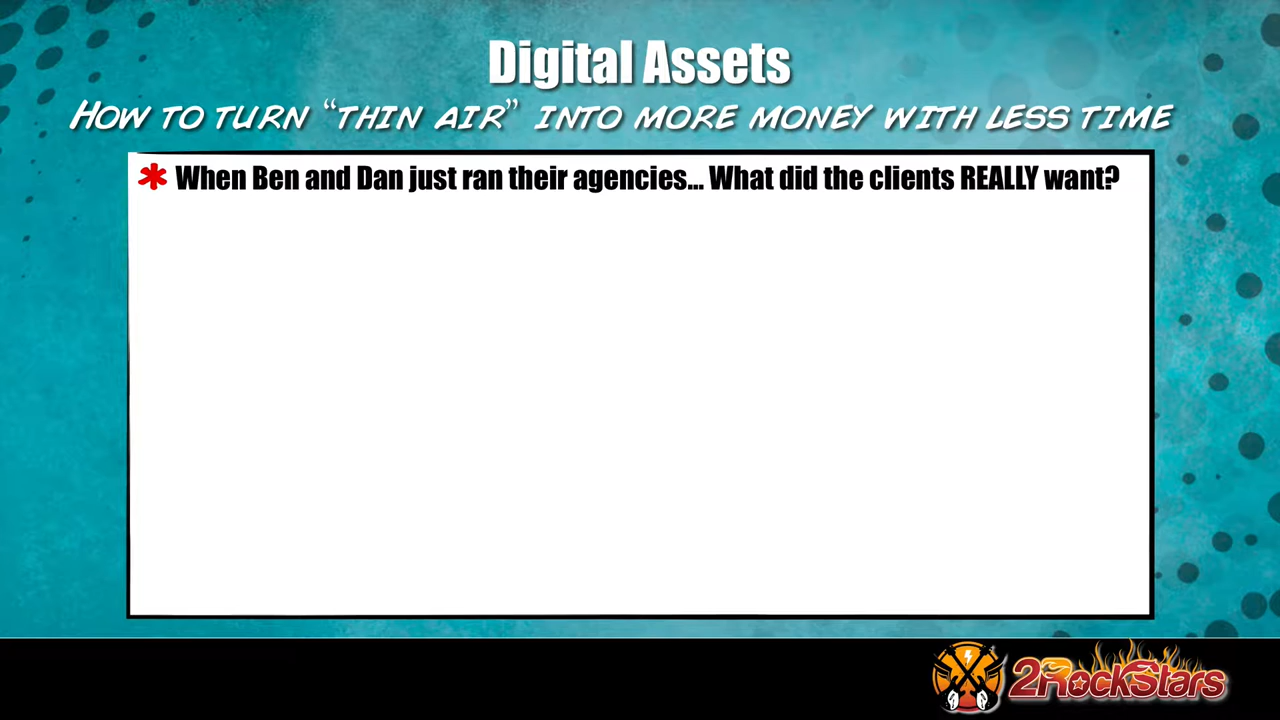 Digital Assets
How to turn “thin air” into more money with less time
* When Ben and Dan just ran their agencies... What did the clients REALLY want?
2RockStars